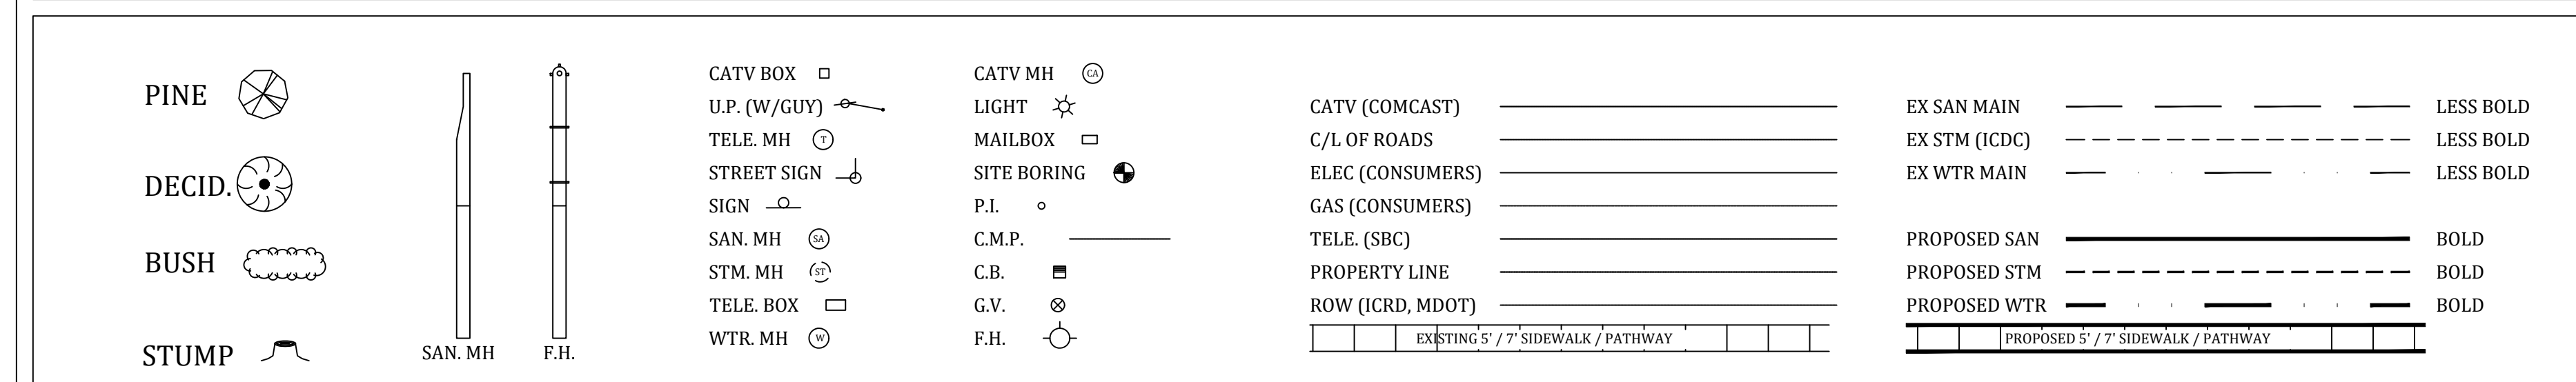 PINE
DECID.
BUSH
STUMP
SAN. MH
F.H.
CATV BOX
U.P. (W/GUY)
TELE. MH T
STREET SIGN
SIGN
SAN. MH SA
STM. MH ST
TELE. BOX
WTR. MH W
CATV MH CA
LIGHT
MAILBOX
SITE BORING
P.I.
C.M.P.
C.B.
G.V.
F.H.
CATV (COMCAST)
C/L OF ROADS
ELEC (CONSUMERS)
GAS (CONSUMERS)
TELE. (SBC)
PROPERTY LINE
ROW (ICRD, MDOT)
EXISTING 5' / 7' SIDEWALK / PATHWAY
EX SAN MAIN LESS BOLD
EX STM (ICDC) LESS BOLD
EX WTR MAIN LESS BOLD
PROPOSED SAN BOLD
PROPOSED STM BOLD
PROPOSED WTR BOLD
PROPOSED 5' / 7' SIDEWALK / PATHWAY